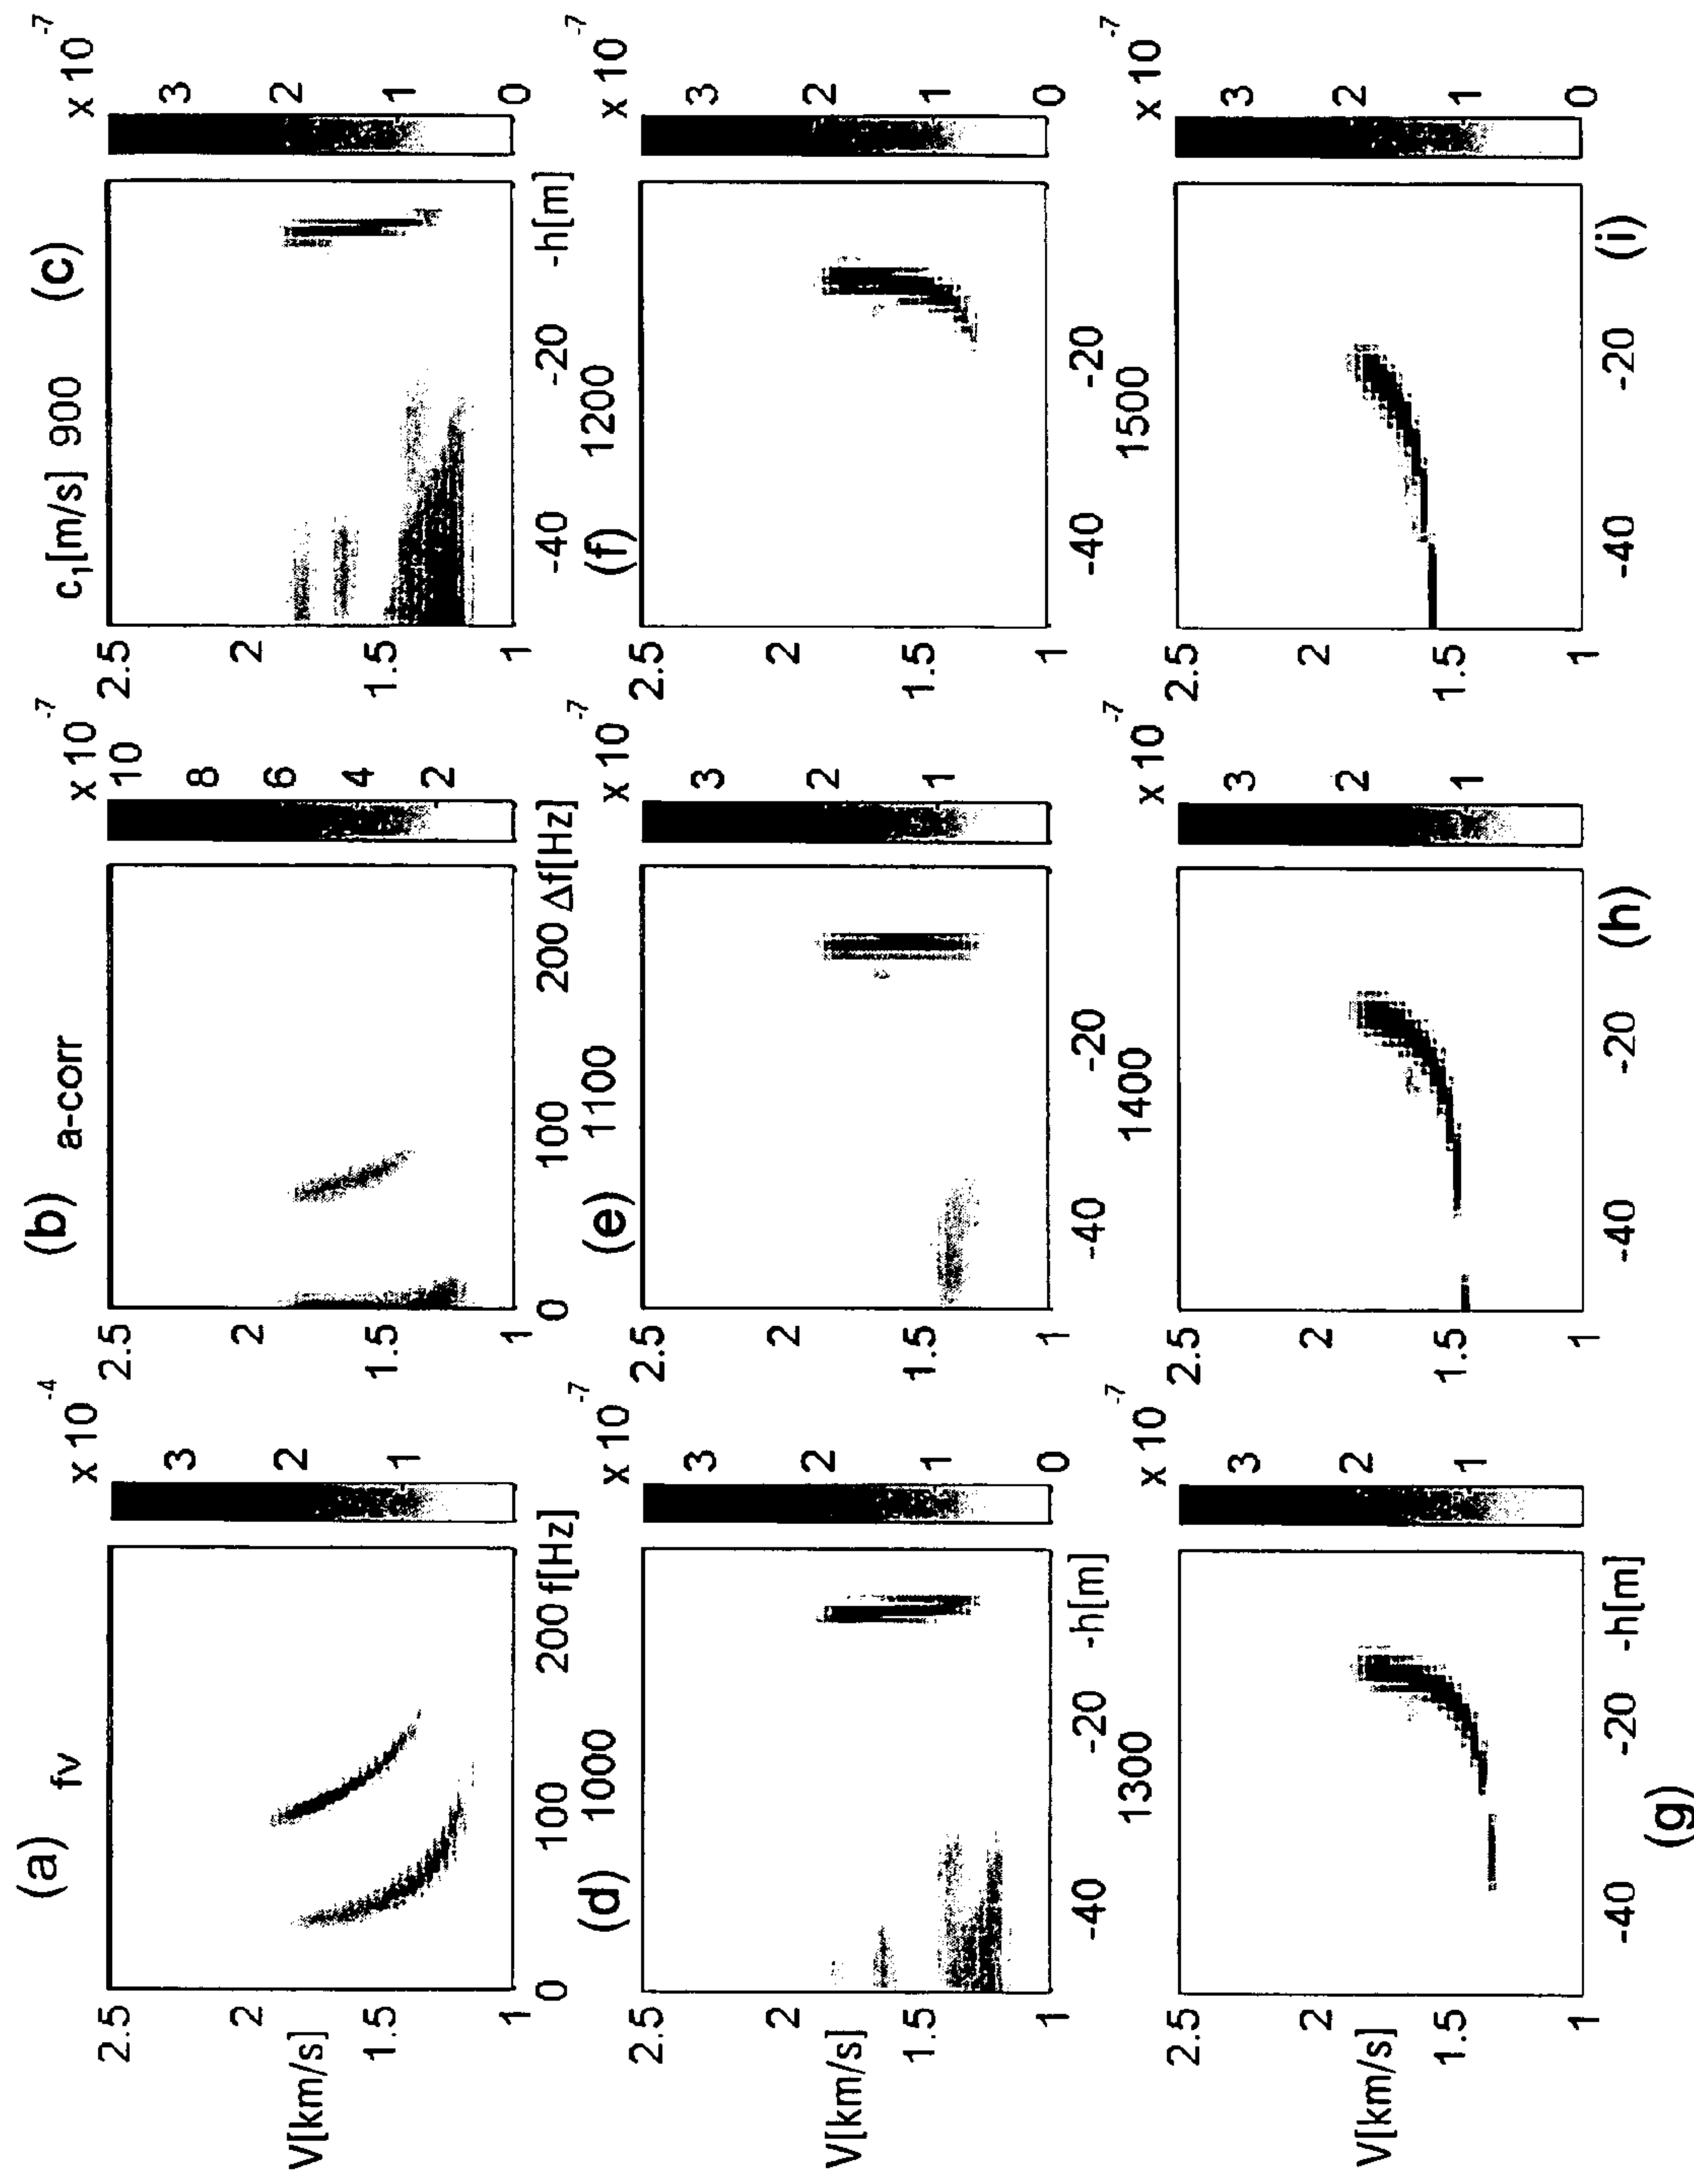 (a) fv
x 10^-4
3
2
1
2.5
2
1.5
1
V[km/s]
0 100 200 f[Hz]
(b) a-corr
x 10^-7
10
8
6
4
2
2.5
2
1.5
1
0 100 200 Δf[Hz]
c₁[m/s] 900 (c)
x 10^-7
3
2
1
0
2.5
2
1.5
1
-40 -20 -h[m]
(d) 1000
x 10^-7
3
2
1
0
2.5
2
1.5
1
V[km/s]
-40 -20 -h[m]
(e) 1100
x 10^-7
3
2
1
2.5
2
1.5
1
-40 -20
(f) 1200
x 10^-7
3
2
1
0
2.5
2
1.5
1
-40 -20
1300
x 10^-7
3
2
1
2.5
2
1.5
1
V[km/s]
-40 -20 -h[m]
(g)
1400
x 10^-7
3
2
1
2.5
2
1.5
1
-40 -20
(h)
1500
x 10^-7
3
2
1
0
2.5
2
1.5
1
-40 -20
(i)